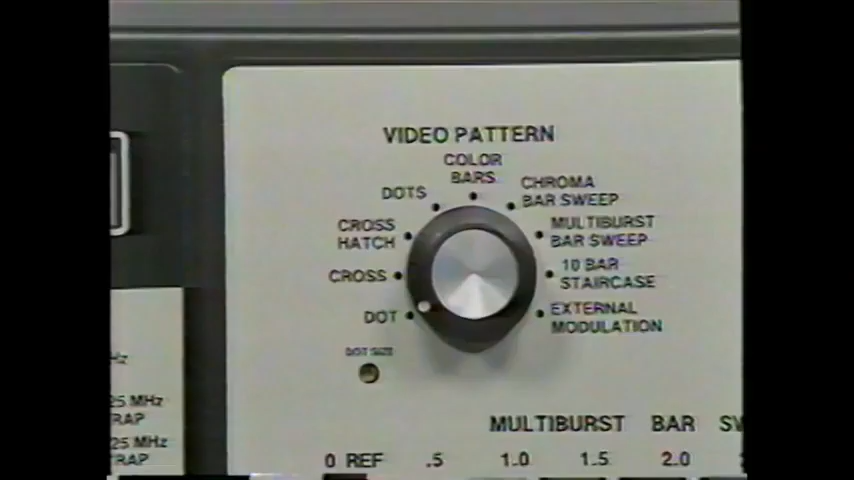 VIDEO PATTERN
COLOR
BARS
DOTS
CHROMA
BAR SWEEP
CROSS
HATCH
MULTIBURST
BAR SWEEP
CROSS
10 BAR
STAIRCASE
DOT
EXTERNAL
MODULATION
DOT SIZE
Hz
25 MHz
RAP
25 MHz
TRAP
MULTIBURST BAR SW
0 REF .5 1.0 1.5 2.0